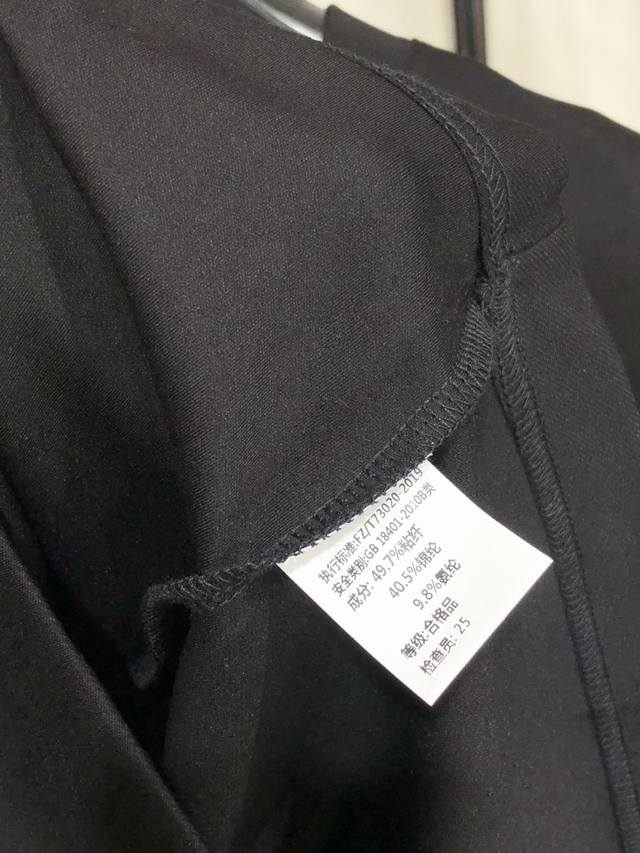 执行标准:FZ/T73020-2019
安全类别:GB 18401-2010B类
成分: 49.7%粘纤
40.5%锦纶
9.8%氨纶
等级:合格品
检查员: 25